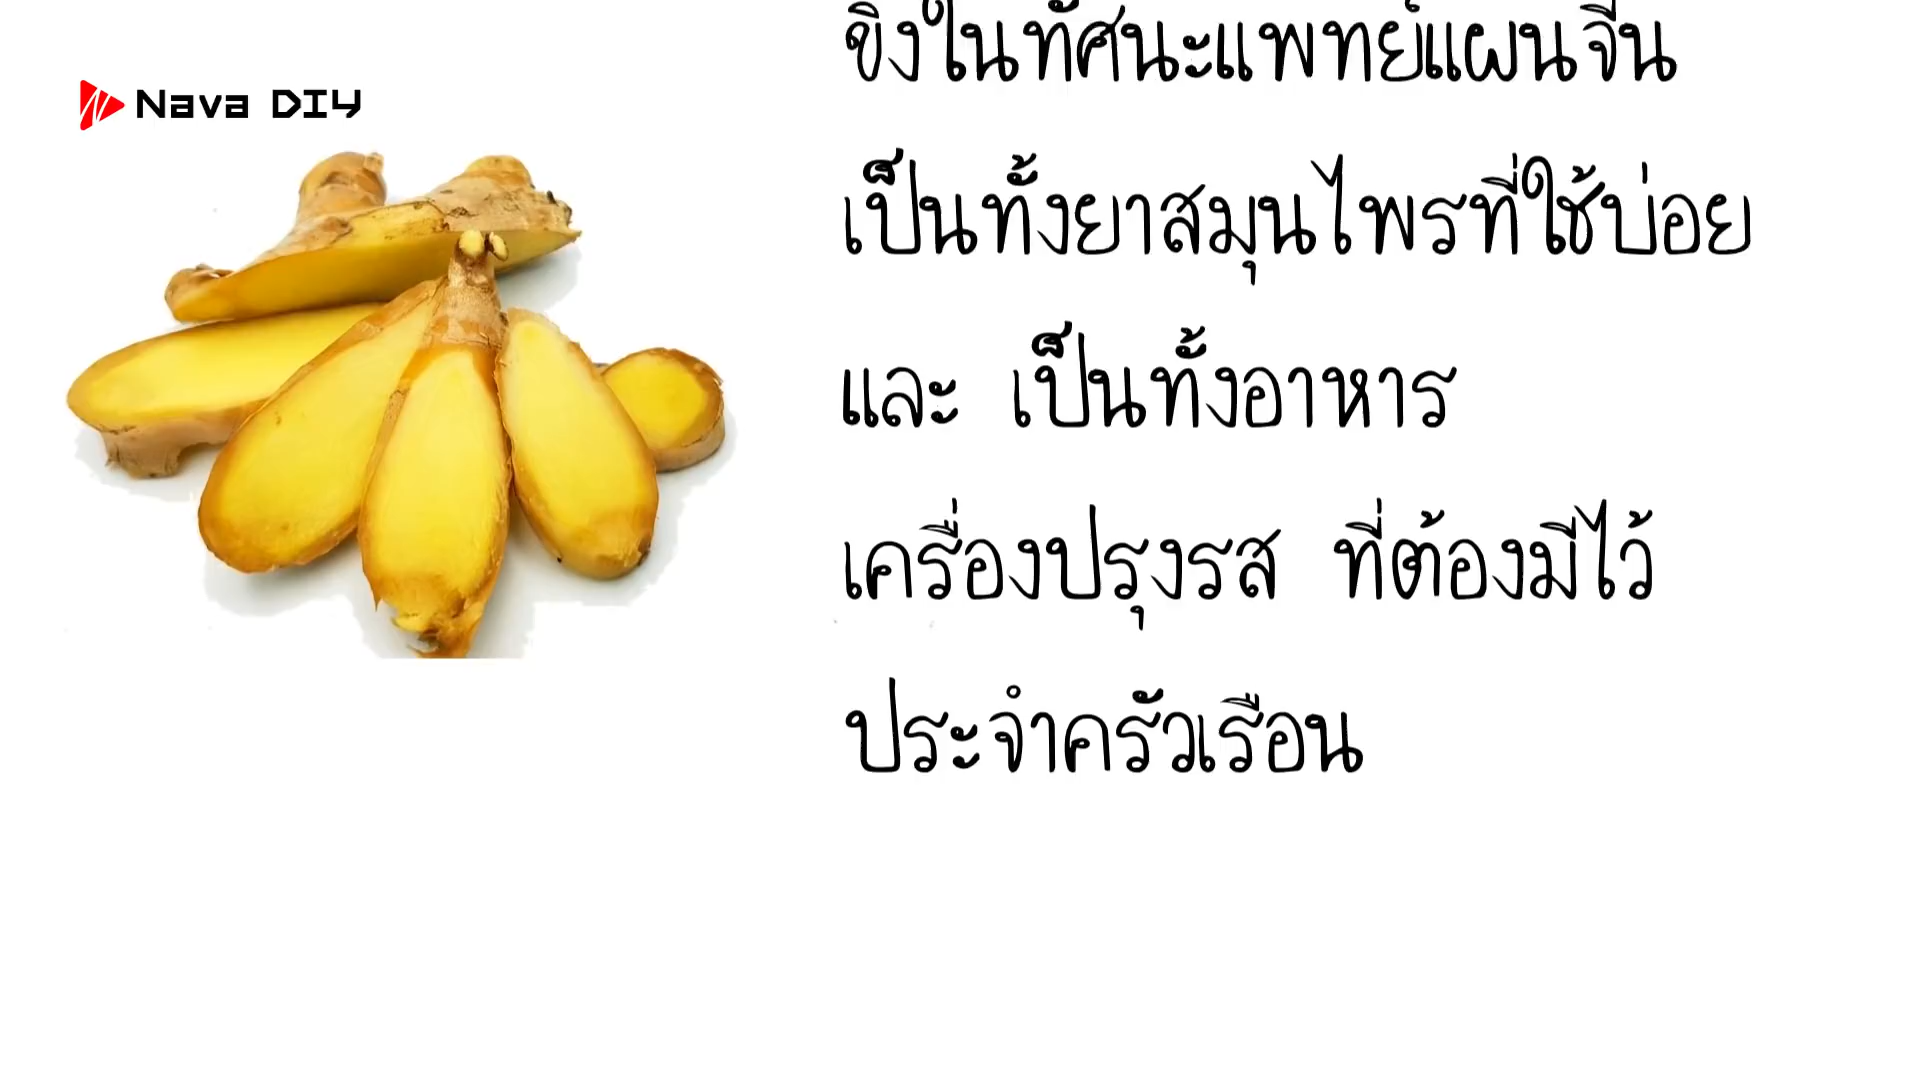 Nava DIY
ขิงในทัศนะแพทย์แผนจีน
เป็นทั้งยาสมุนไพรที่ใช้บ่อย
และ เป็นทั้งอาหาร
เครื่องปรุงรส ที่ต้องมีไว้
ประจำครัวเรือน